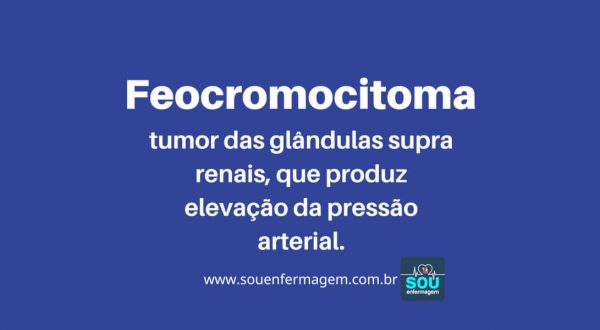 Feocromocitoma
tumor das glândulas supra
renais, que produz
elevação da pressão
arterial.
www.souenfermagem.com.br
SOU
enfermagem